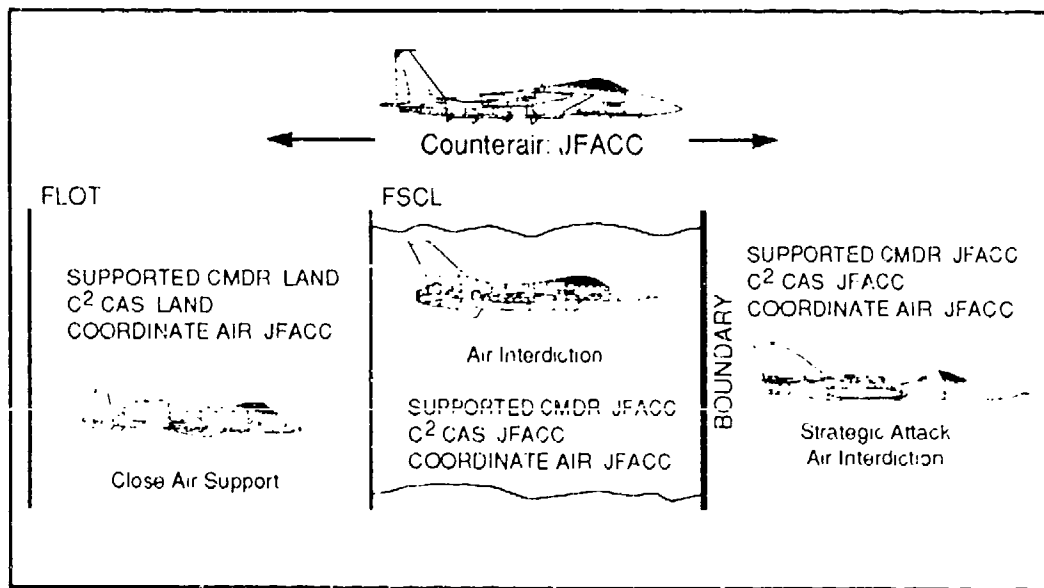 Counterair: JFACC
FLOT
FSCL
SUPPORTED CMDR LAND
C² CAS LAND
COORDINATE AIR JFACC
Close Air Support
Air Interdiction
SUPPORTED CMDR JFACC
C² CAS JFACC
COORDINATE AIR JFACC
BOUNDARY
SUPPORTED CMDR JFACC
C² CAS JFACC
COORDINATE AIR JFACC
Strategic Attack
Air Interdiction